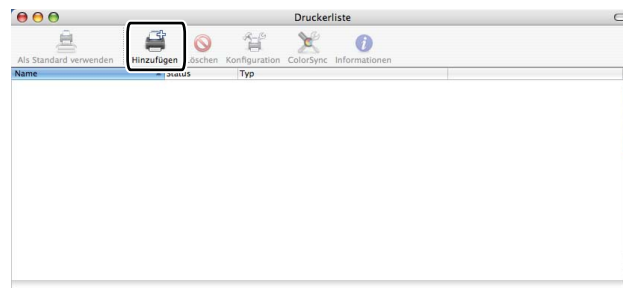 Druckerliste
Als Standard verwenden Hinzufügen Löschen Konfiguration ColorSync Informationen
Name Status Typ